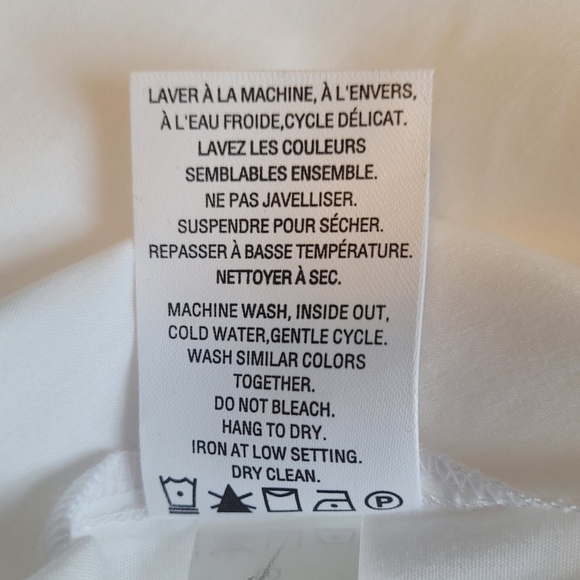 LAVER À LA MACHINE, À L'ENVERS,
À L'EAU FROIDE,CYCLE DÉLICAT.
LAVEZ LES COULEURS
SEMBLABLES ENSEMBLE.
NE PAS JAVELLISER.
SUSPENDRE POUR SÉCHER.
REPASSER À BASSE TEMPÉRATURE.
NETTOYER À SEC.
MACHINE WASH, INSIDE OUT,
COLD WATER,GENTLE CYCLE.
WASH SIMILAR COLORS
TOGETHER.
DO NOT BLEACH.
HANG TO DRY.
IRON AT LOW SETTING.
DRY CLEAN.
P